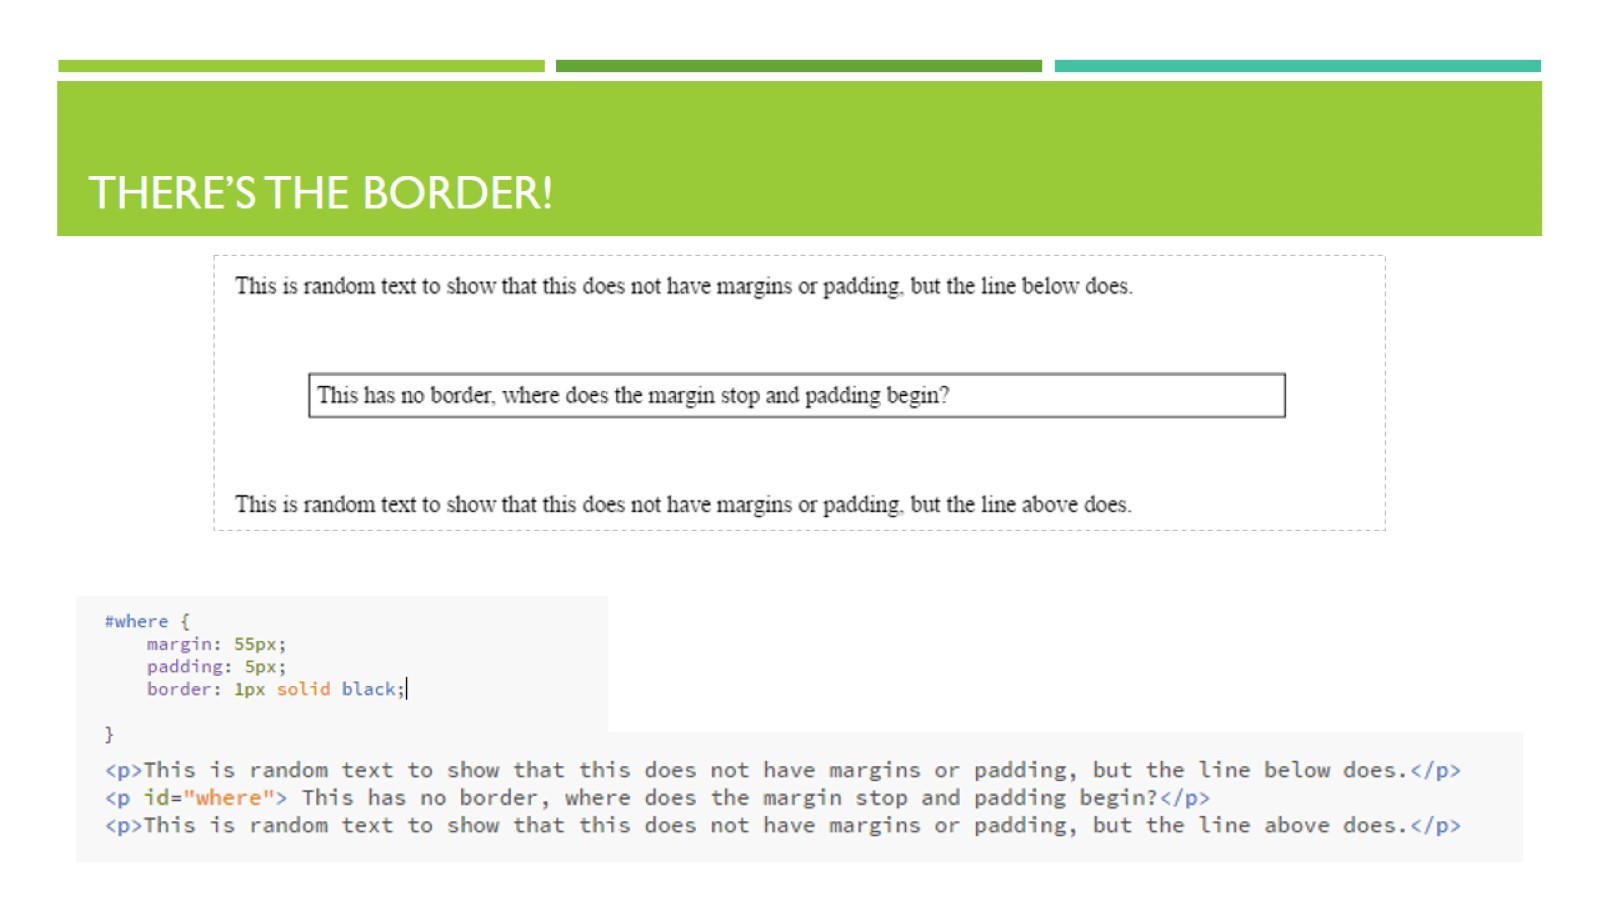 THERE’S THE BORDER!
This is random text to show that this does not have margins or padding, but the line below does.
This has no border, where does the margin stop and padding begin?
This is random text to show that this does not have margins or padding, but the line above does.
#where {
    margin: 55px;
    padding: 5px;
    border: 1px solid black;
}
<p>This is random text to show that this does not have margins or padding, but the line below does.</p>
<p id="where"> This has no border, where does the margin stop and padding begin?</p>
<p>This is random text to show that this does not have margins or padding, but the line above does.</p>